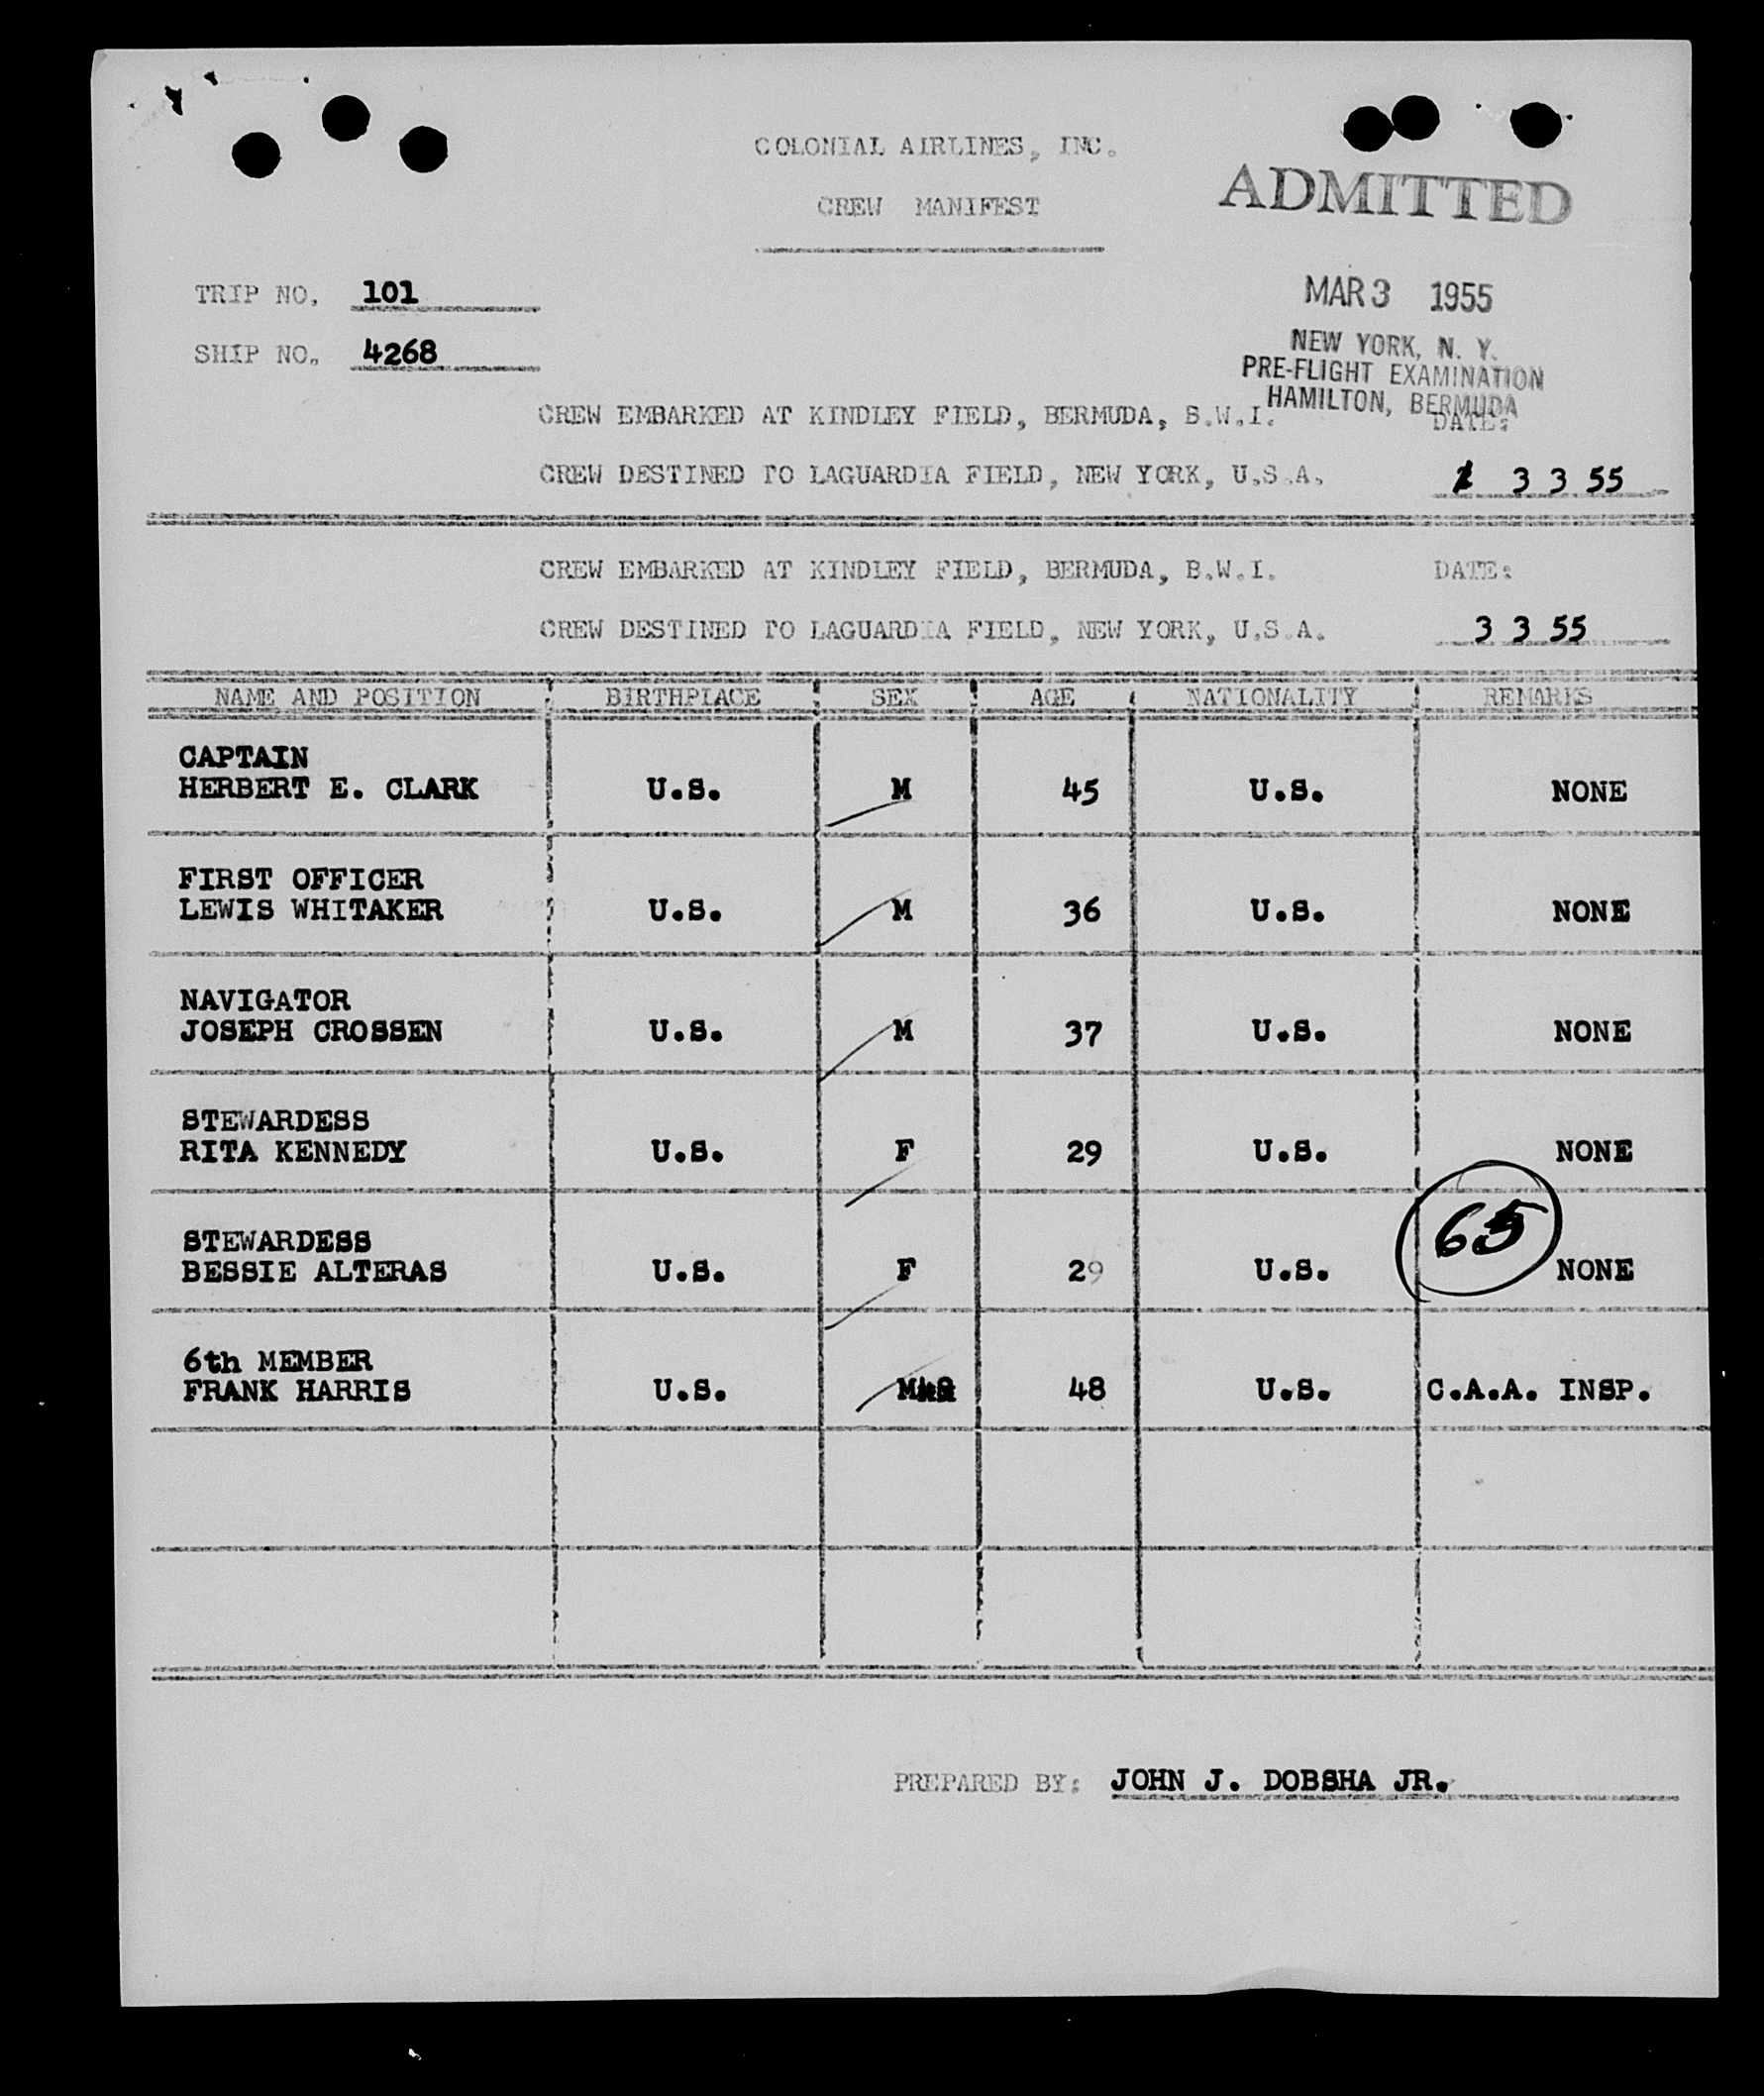 COLONIAL AIRLINES, INC.
CREW MANIFEST
ADMITTED
TRIP NO. 101
MAR 3 1955
SHIP NO. 4268
NEW YORK, N. Y.
PRE-FLIGHT EXAMINATION
HAMILTON, BERMUDA
CREW EMBARKED AT KINDLEY FIELD, BERMUDA, B.W.I. DATE:
CREW DESTINED TO LAGUARDIA FIELD, NEW YORK, U.S.A. 3 3 55
CREW EMBARKED AT KINDLEY FIELD, BERMUDA, B.W.I. DATE:
CREW DESTINED TO LAGUARDIA FIELD, NEW YORK, U.S.A. 3 3 55
NAME AND POSITION BIRTHPLACE SEX AGE NATIONALITY REMARKS
CAPTAIN
HERBERT E. CLARK U.S. M 45 U.S. NONE
FIRST OFFICER
LEWIS WHITAKER U.S. M 36 U.S. NONE
NAVIGATOR
JOSEPH CROSSEN U.S. M 37 U.S. NONE
STEWARDESS
RITA KENNEDY U.S. F 29 U.S. NONE
65
STEWARDESS
BESSIE ALTERAS U.S. F 29 U.S. NONE
6th MEMBER
FRANK HARRIS U.S. M 48 U.S. C.A.A. INSP.
PREPARED BY: JOHN J. DOBSHA JR.